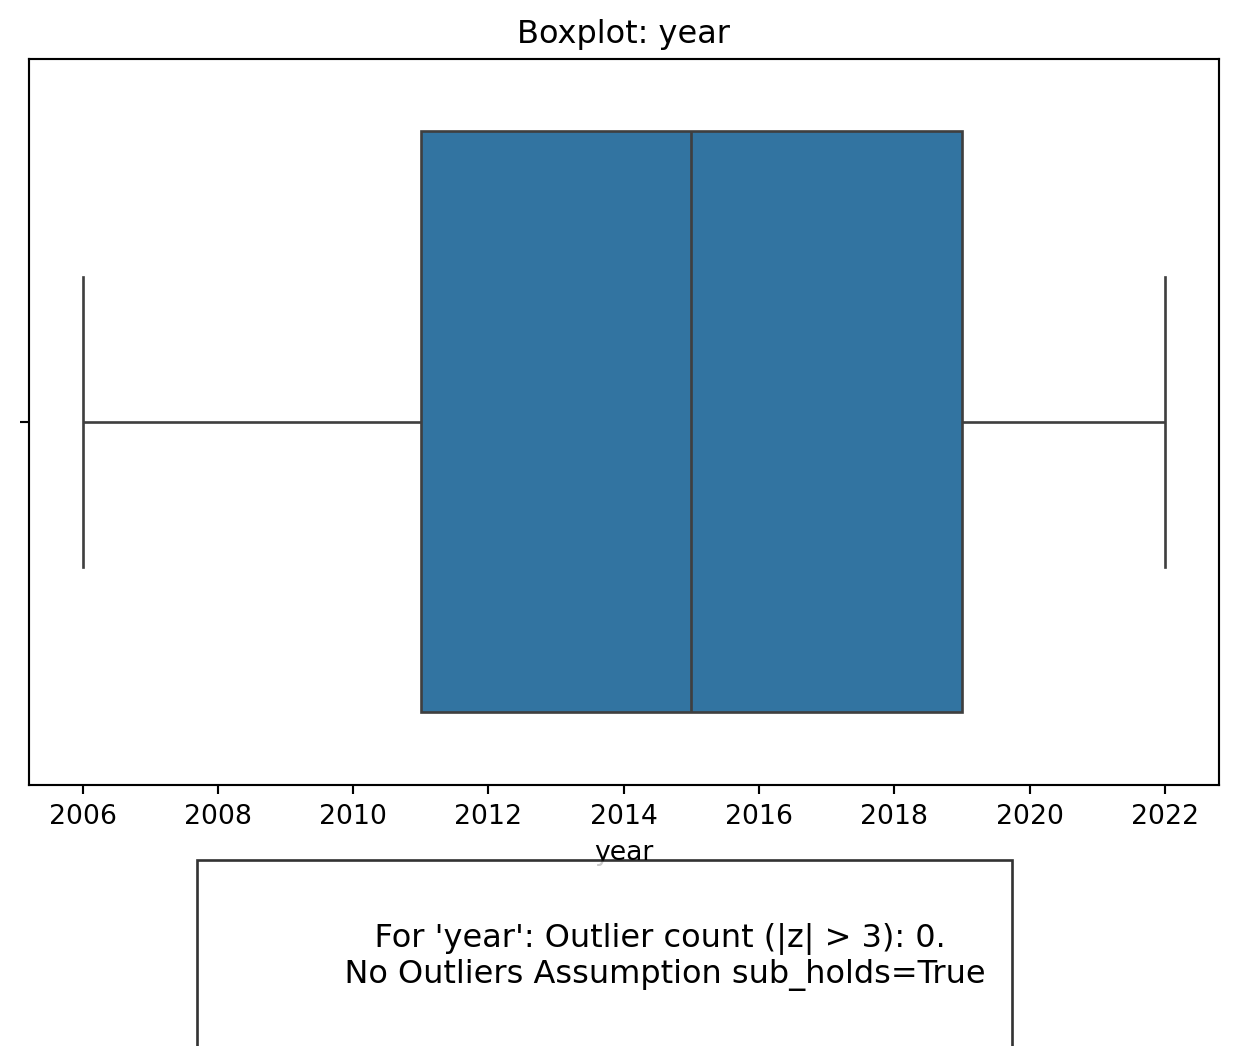 Boxplot: year
2006 2008 2010 2012 2014 2016 2018 2020 2022
year
For 'year': Outlier count (|z| > 3): 0.
No Outliers Assumption sub_holds=True